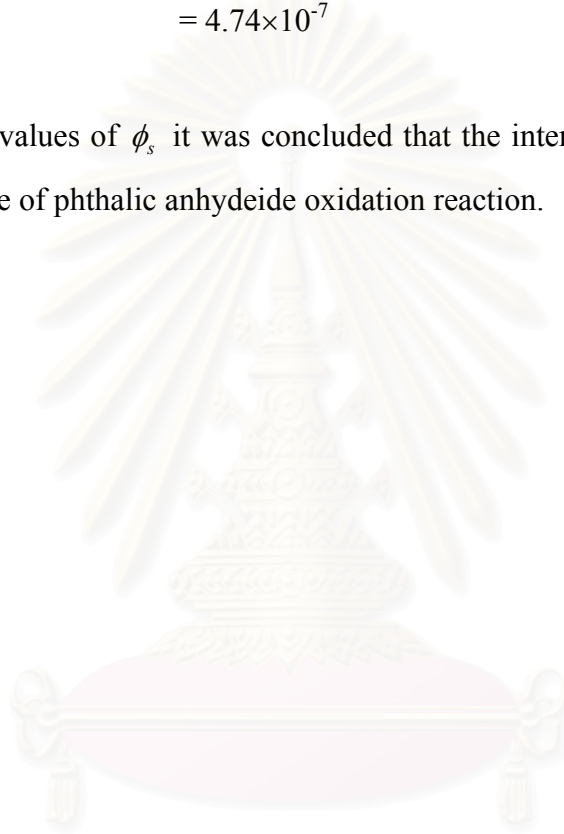 = 4.74×10⁻⁷
values of ϕₛ it was concluded that the inter
e of phthalic anhydeide oxidation reaction.